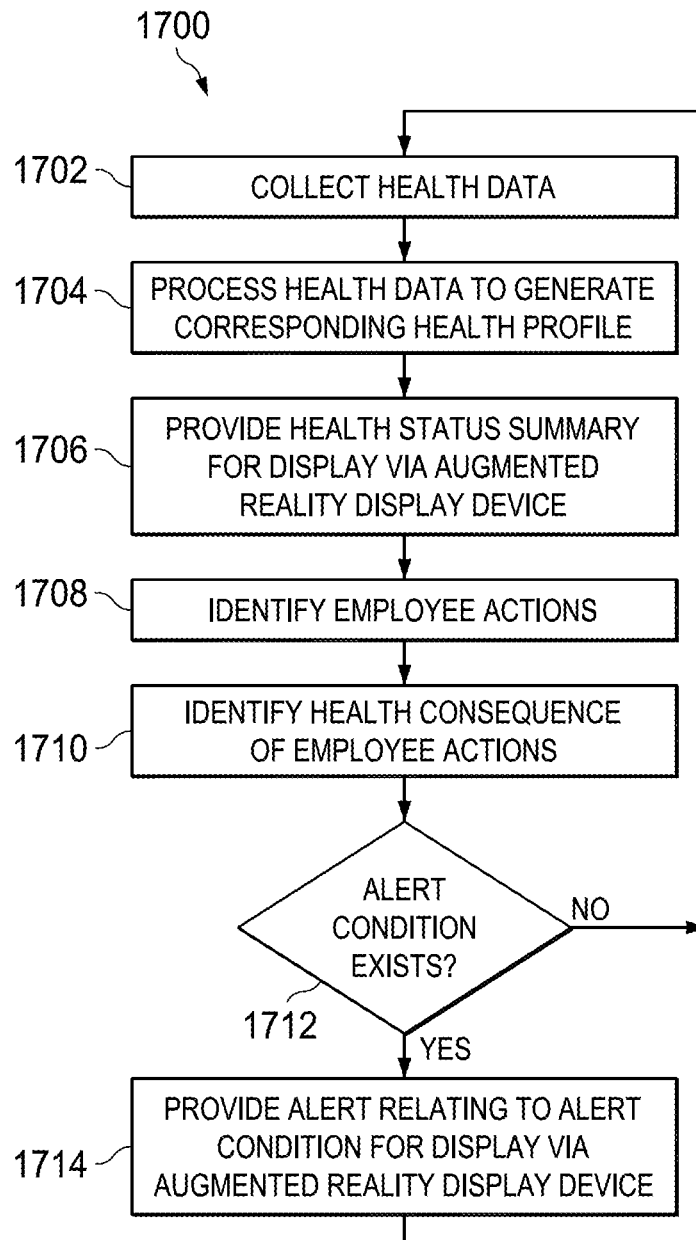 1700
1702
COLLECT HEALTH DATA
1704
PROCESS HEALTH DATA TO GENERATE
CORRESPONDING HEALTH PROFILE
1706
PROVIDE HEALTH STATUS SUMMARY
FOR DISPLAY VIA AUGMENTED
REALITY DISPLAY DEVICE
1708
IDENTIFY EMPLOYEE ACTIONS
1710
IDENTIFY HEALTH CONSEQUENCE
OF EMPLOYEE ACTIONS
ALERT
CONDITION
EXISTS?
NO
1712
YES
1714
PROVIDE ALERT RELATING TO ALERT
CONDITION FOR DISPLAY VIA
AUGMENTED REALITY DISPLAY DEVICE